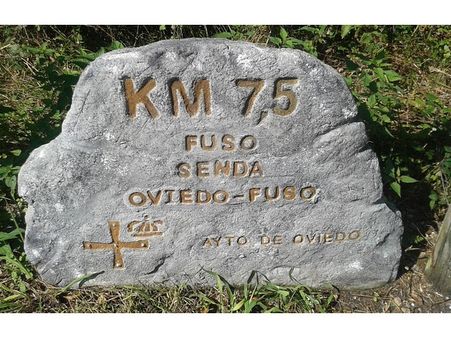 KM 7,5
FUSO
SENDA
OVIEDO-FUSO
AYTO DE OVIEDO